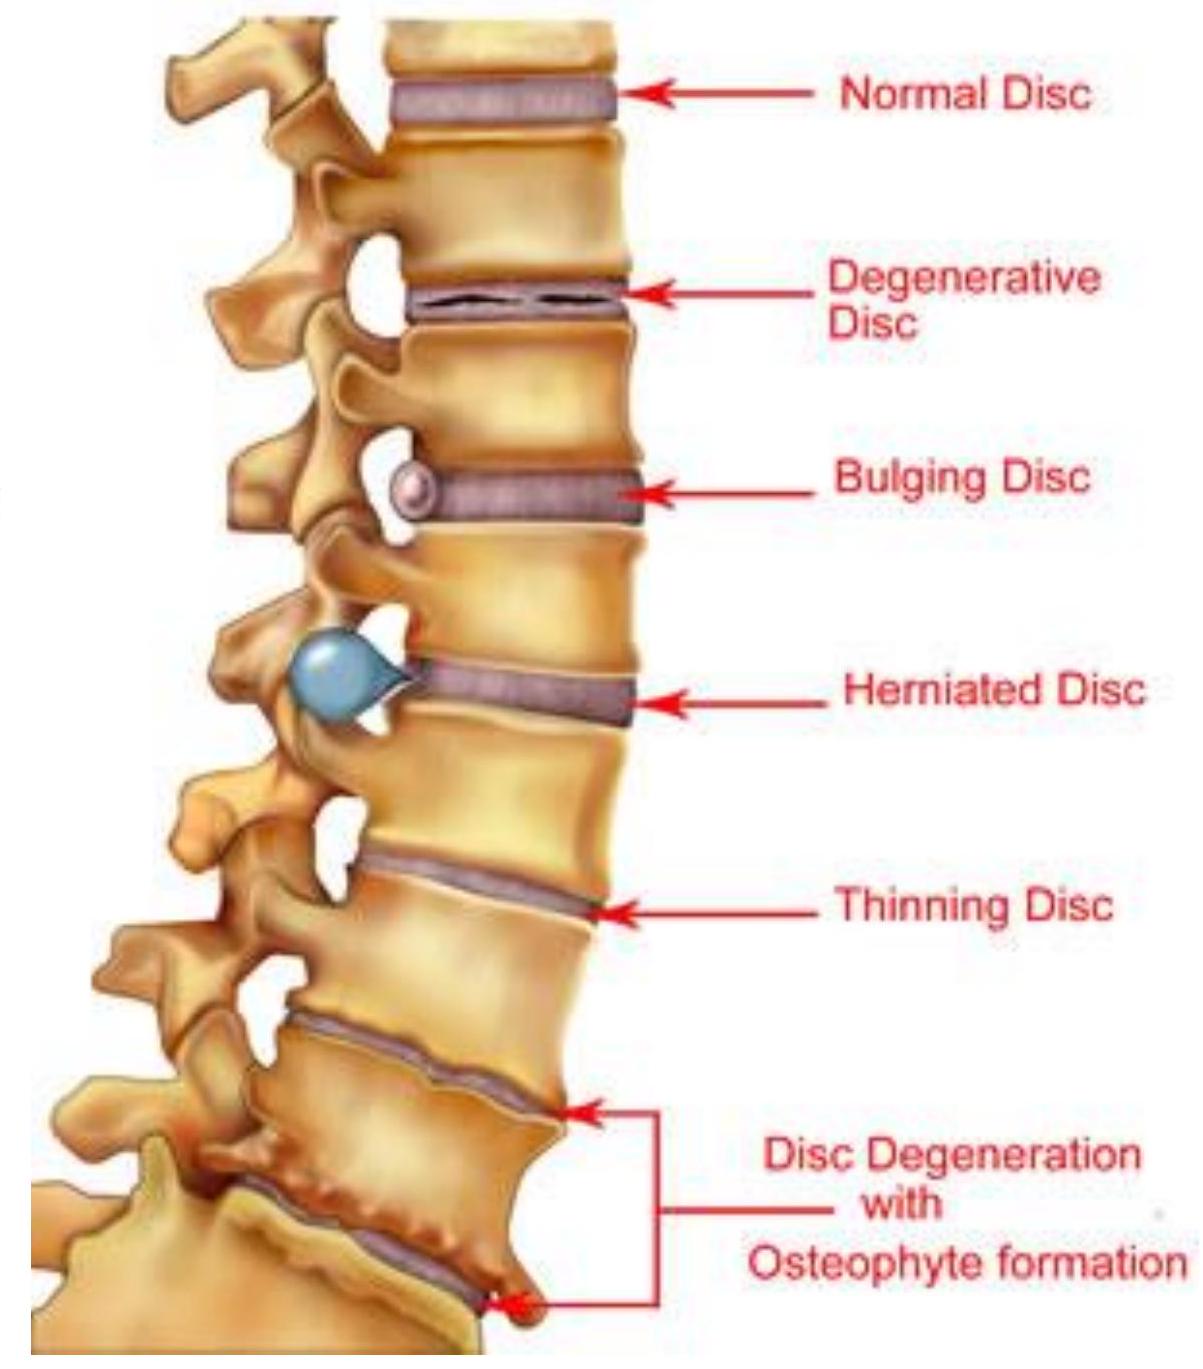 Normal Disc
Degenerative
Disc
Bulging Disc
Herniated Disc
Thinning Disc
Disc Degeneration
with
Osteophyte formation